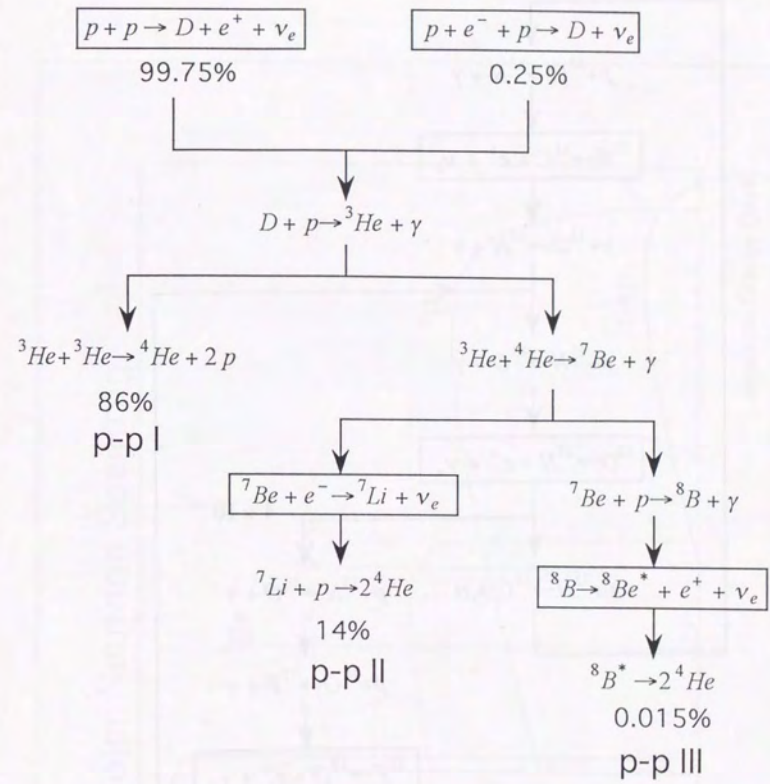 p + p → D + e⁺ + νₑ
p + e⁻ + p → D + νₑ
99.75%
0.25%
D + p → ³He + γ
³He + ³He → ⁴He + 2 p
³He + ⁴He → ⁷Be + γ
86%
p-p I
⁷Be + e⁻ → ⁷Li + νₑ
⁷Be + p → ⁸B + γ
⁷Li + p → 2⁴He
⁸B → ⁸Be* + e⁺ + νₑ
14%
p-p II
⁸B* → 2⁴He
0.015%
p-p III